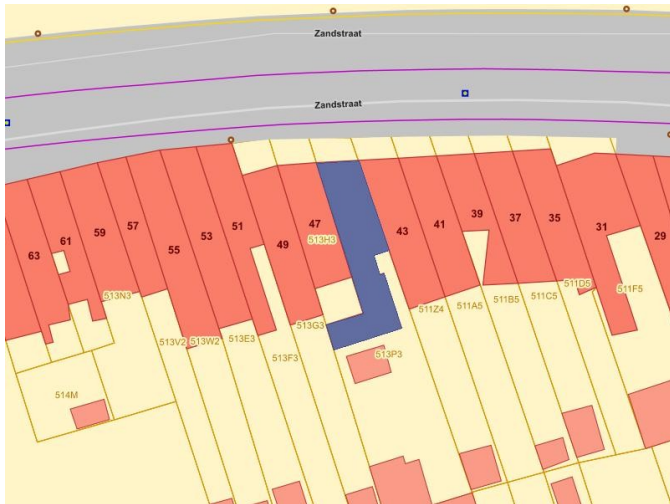 Zandstraat
Zandstraat
63
61
59
57
55
53
51
49
47
43
41
39
37
35
31
29
513H3
513N3
511D5
511F5
513V2
513W2
513E3
513F3
513G3
511Z4
511A5
511B5
511C5
513P3
514M